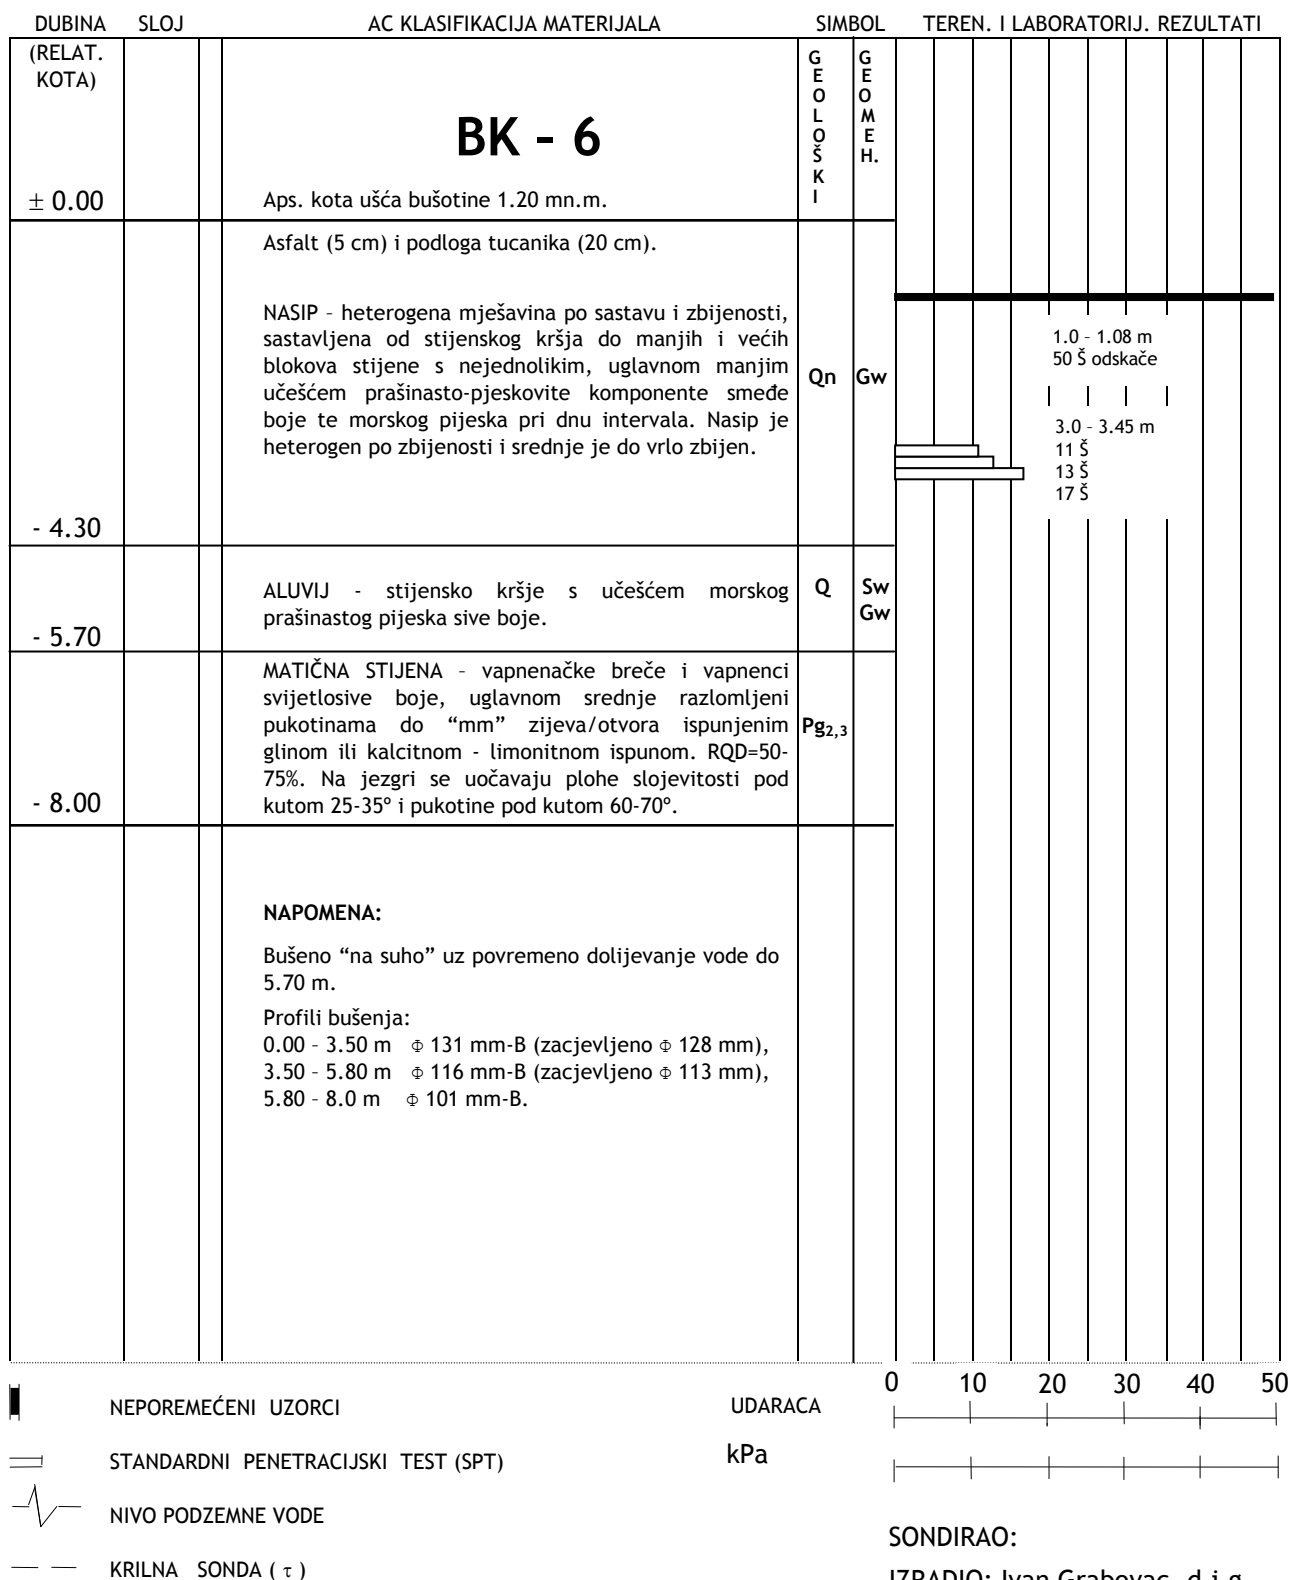 DUBINA SLOJ AC KLASIFIKACIJA MATERIJALA SIMBOL TEREN. I LABORATORIJ. REZULTATI
(RELAT.
KOTA)
GEOLOŠKI
GEOMEH.
BK - 6
± 0.00 Aps. kota ušća bušotine 1.20 mn.m.
Asfalt (5 cm) i podloga tucanika (20 cm).
NASIP – heterogena mješavina po sastavu i zbijenosti,
sastavljena od stijenskog kršja do manjih i većih
blokova stijene s nejednolikim, uglavnom manjim
učešćem prašinasto-pjeskovite komponente smeđe
boje te morskog pijeska pri dnu intervala. Nasip je
heterogen po zbijenosti i srednje je do vrlo zbijen.
Qn Gw
1.0 – 1.08 m
50 Š odskače
3.0 – 3.45 m
11 Š
13 Š
17 Š
- 4.30
ALUVIJ - stijensko kršje s učešćem morskog
prašinastog pijeska sive boje.
Q Sw
Gw
- 5.70
MATIČNA STIJENA – vapnenačke breče i vapnenci
svijetlosive boje, uglavnom srednje razlomljeni
pukotinama do “mm” zijeva/otvora ispunjenim
glinom ili kalcitnom - limonitnom ispunom. RQD=50-
75%. Na jezgri se uočavaju plohe slojevitosti pod
kutom 25-35º i pukotine pod kutom 60-70º.
Pg2,3
- 8.00
NAPOMENA:
Bušeno “na suho” uz povremeno dolijevanje vode do
5.70 m.
Profili bušenja:
0.00 – 3.50 m Φ 131 mm-B (zacjevljeno Φ 128 mm),
3.50 – 5.80 m Φ 116 mm-B (zacjevljeno Φ 113 mm),
5.80 – 8.0 m Φ 101 mm-B.
0 10 20 30 40 50
NEPOREMEĆENI UZORCI UDARACA
STANDARDNI PENETRACIJSKI TEST (SPT) kPa
NIVO PODZEMNE VODE
SONDIRAO:
KRILNA SONDA ( τ )
IZRADIO: Ivan Grabovac, d.i.g.